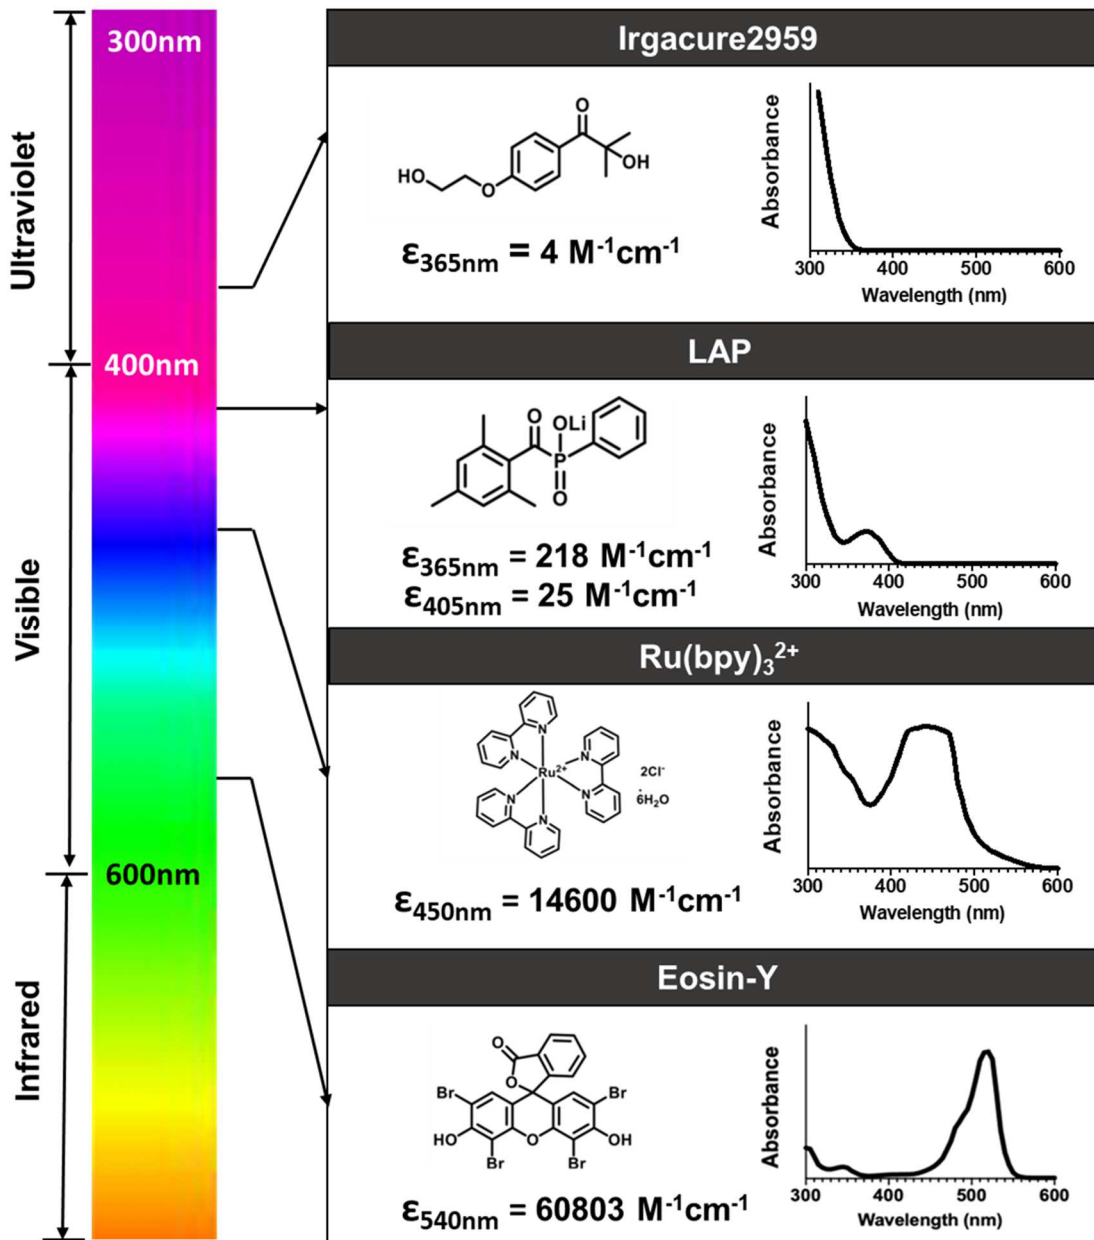 Ultraviolet
Visible
Infrared
300nm
400nm
600nm
Irgacure2959
O
HO
O
OH
ε365nm = 4 M⁻¹cm⁻¹
Absorbance
300 400 500 600
Wavelength (nm)
LAP
O OLi
P
O
ε365nm = 218 M⁻¹cm⁻¹
ε405nm = 25 M⁻¹cm⁻¹
Absorbance
300 400 500 600
Wavelength (nm)
Ru(bpy)₃²⁺
N
N
N Ru²⁺ N
N
N
2Cl⁻
·
6H₂O
ε450nm = 14600 M⁻¹cm⁻¹
Absorbance
300 400 500 600
Wavelength (nm)
Eosin-Y
O
O
Br Br
HO O OH
Br Br
ε540nm = 60803 M⁻¹cm⁻¹
Absorbance
300 400 500 600
Wavelength (nm)